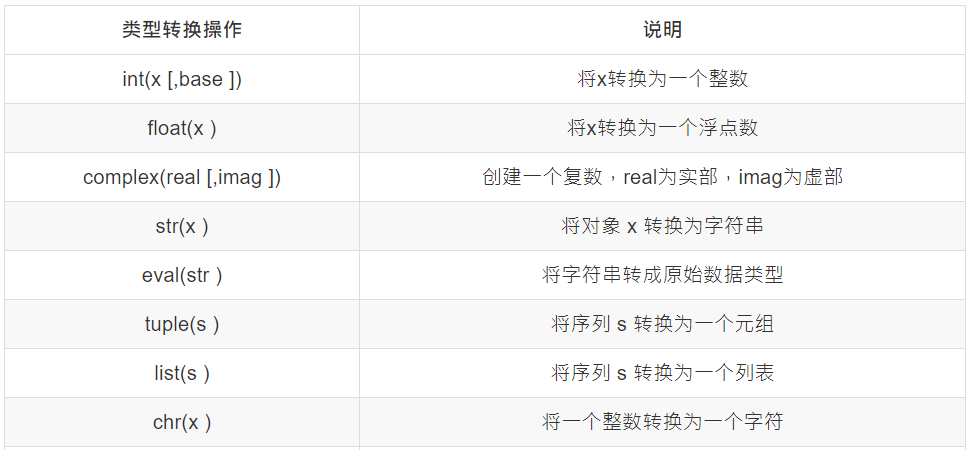 类型转换操作 说明
int(x [,base ]) 将x转换为一个整数
float(x ) 将x转换为一个浮点数
complex(real [,imag ]) 创建一个复数，real为实部，imag为虚部
str(x ) 将对象 x 转换为字符串
eval(str ) 将字符串转成原始数据类型
tuple(s ) 将序列 s 转换为一个元组
list(s ) 将序列 s 转换为一个列表
chr(x ) 将一个整数转换为一个字符